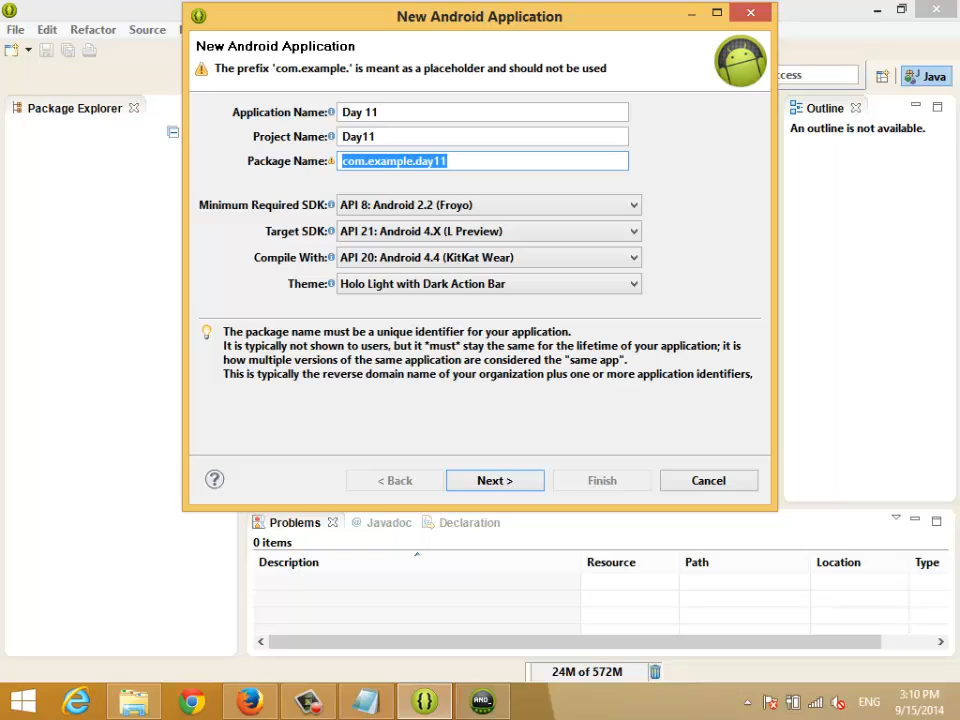 New Android Application
File Edit Refactor Source
New Android Application
The prefix 'com.example.' is meant as a placeholder and should not be used
ccess
Java
Package Explorer
Outline
An outline is not available.
Application Name: Day 11
Project Name: Day11
Package Name: com.example.day11
Minimum Required SDK: API 8: Android 2.2 (Froyo)
Target SDK: API 21: Android 4.X (L Preview)
Compile With: API 20: Android 4.4 (KitKat Wear)
Theme: Holo Light with Dark Action Bar
The package name must be a unique identifier for your application.
It is typically not shown to users, but it *must* stay the same for the lifetime of your application; it is
how multiple versions of the same application are considered the "same app".
This is typically the reverse domain name of your organization plus one or more application identifiers,
< Back Next > Finish Cancel
Problems @ Javadoc Declaration
0 items
Description Resource Path Location Type
24M of 572M
ENG
3:10 PM
9/15/2014